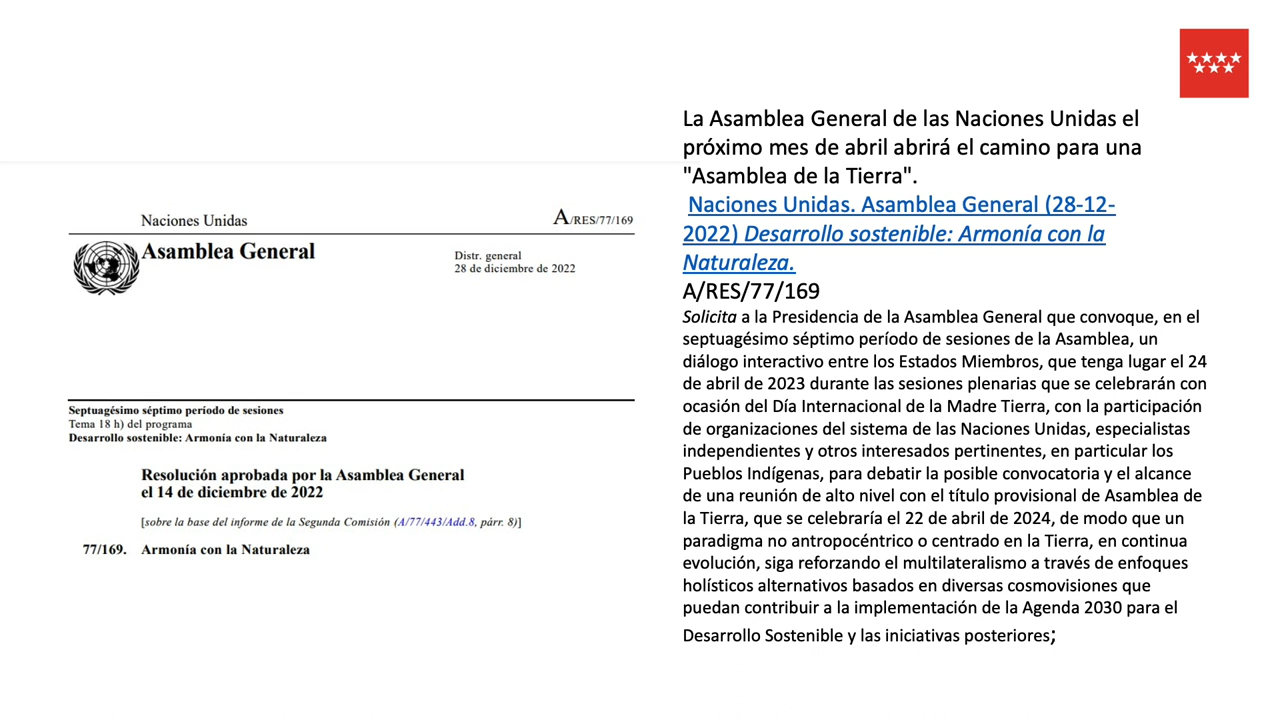 Naciones Unidas
A/RES/77/169
Asamblea General
Distr. general
28 de diciembre de 2022
Septuagésimo séptimo período de sesiones
Tema 18 h) del programa
Desarrollo sostenible: Armonía con la Naturaleza
Resolución aprobada por la Asamblea General
el 14 de diciembre de 2022
[sobre la base del informe de la Segunda Comisión (A/77/443/Add.8, párr. 8)]
77/169. Armonía con la Naturaleza
La Asamblea General de las Naciones Unidas el
próximo mes de abril abrirá el camino para una
"Asamblea de la Tierra".
Naciones Unidas. Asamblea General (28-12-
2022) Desarrollo sostenible: Armonía con la
Naturaleza.
A/RES/77/169
Solicita a la Presidencia de la Asamblea General que convoque, en el
septuagésimo séptimo período de sesiones de la Asamblea, un
diálogo interactivo entre los Estados Miembros, que tenga lugar el 24
de abril de 2023 durante las sesiones plenarias que se celebrarán con
ocasión del Día Internacional de la Madre Tierra, con la participación
de organizaciones del sistema de las Naciones Unidas, especialistas
independientes y otros interesados pertinentes, en particular los
Pueblos Indígenas, para debatir la posible convocatoria y el alcance
de una reunión de alto nivel con el título provisional de Asamblea de
la Tierra, que se celebraría el 22 de abril de 2024, de modo que un
paradigma no antropocéntrico o centrado en la Tierra, en continua
evolución, siga reforzando el multilateralismo a través de enfoques
holísticos alternativos basados en diversas cosmovisiones que
puedan contribuir a la implementación de la Agenda 2030 para el
Desarrollo Sostenible y las iniciativas posteriores;